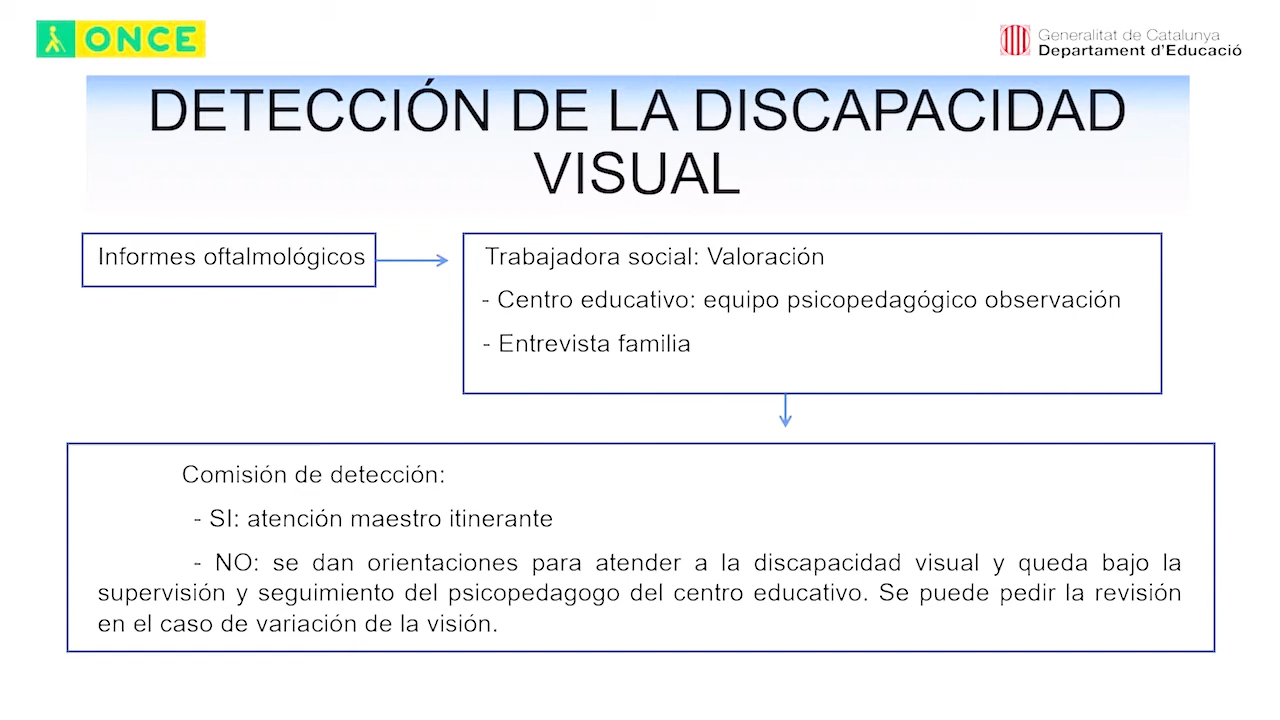 ONCE
Generalitat de Catalunya
Departament d'Educació
DETECCIÓN DE LA DISCAPACIDAD
VISUAL
Informes oftalmológicos
Trabajadora social: Valoración
- Centro educativo: equipo psicopedagógico observación
- Entrevista familia
Comisión de detección:
- SI: atención maestro itinerante
- NO: se dan orientaciones para atender a la discapacidad visual y queda bajo la
supervisión y seguimiento del psicopedagogo del centro educativo. Se puede pedir la revisión
en el caso de variación de la visión.